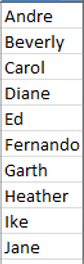 Andre
Beverly
Carol
Diane
Ed
Fernando
Garth
Heather
Ike
Jane